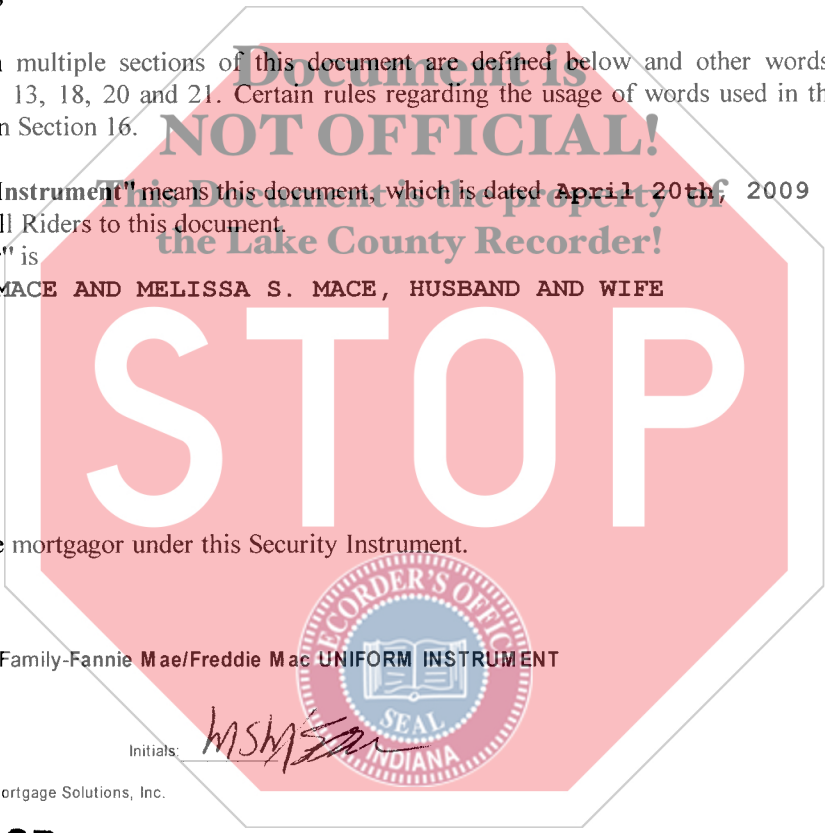 multiple sections of this document are defined below and other words
13, 18, 20 and 21. Certain rules regarding the usage of words used in th
n Section 16.
Document is
NOT OFFICIAL!
This Document is the property of
the Lake County Recorder!
Instrument" means this document, which is dated April 20th, 2009
ll Riders to this document.
" is
MACE AND MELISSA S. MACE, HUSBAND AND WIFE
STOP
e mortgagor under this Security Instrument.
RECORDER'S OFFICE
SEAL
INDIANA
Family-Fannie Mae/Freddie Mac UNIFORM INSTRUMENT
Initials: MSM
ortgage Solutions, Inc.